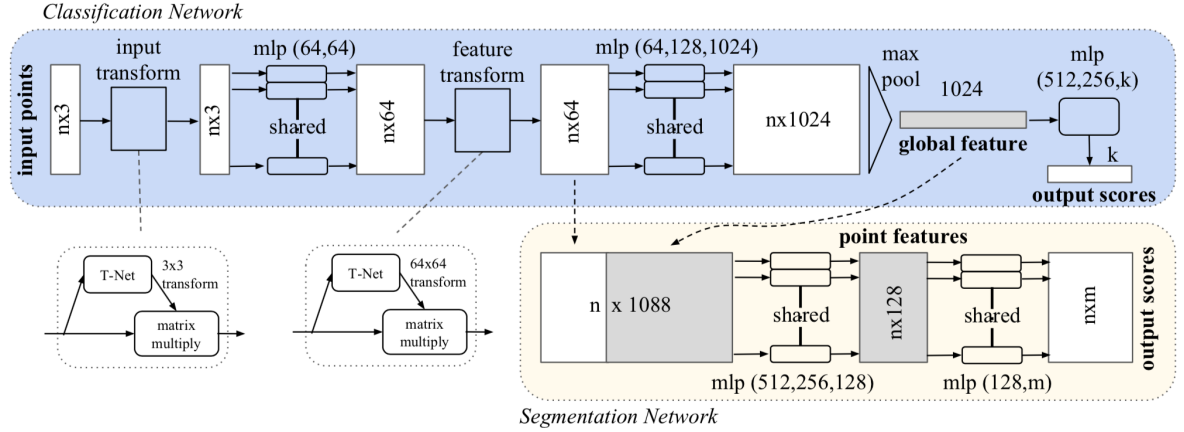 Classification Network
input points
nx3
input
transform
nx3
mlp (64,64)
shared
nx64
feature
transform
nx64
mlp (64,128,1024)
shared
nx1024
max
pool
1024
global feature
mlp
(512,256,k)
k
output scores
T-Net
3x3
transform
matrix
multiply
T-Net
64x64
transform
matrix
multiply
point features
n x 1088
shared
mlp (512,256,128)
nx128
shared
mlp (128,m)
nxm
output scores
Segmentation Network